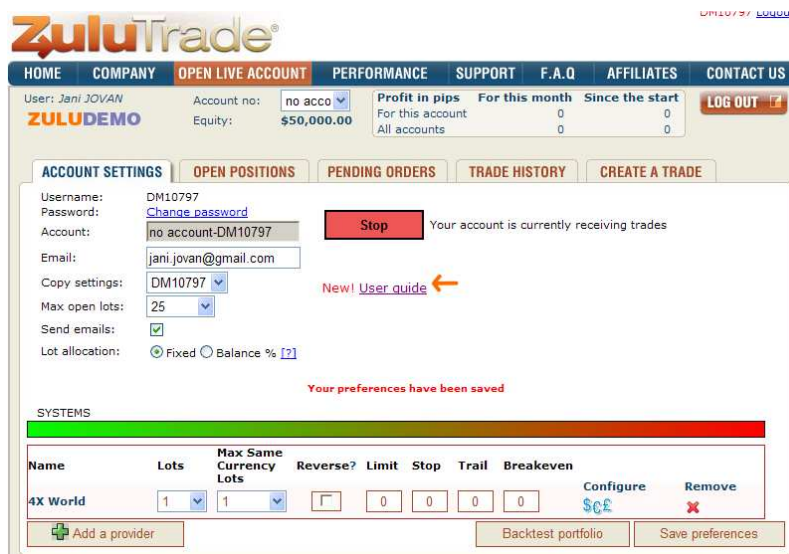 DM10797 Logout
ZuluTrade®
HOME COMPANY OPEN LIVE ACCOUNT PERFORMANCE SUPPORT F.A.Q AFFILIATES CONTACT US
User: Jani JOVAN Account no: no acco Profit in pips For this month Since the start LOG OUT
For this account 0 0
ZULUDEMO Equity: $50,000.00 All accounts 0 0
ACCOUNT SETTINGS OPEN POSITIONS PENDING ORDERS TRADE HISTORY CREATE A TRADE
Username: DM10797
Password: Change password
Account: no account-DM10797 Stop Your account is currently receiving trades
Email: jani.jovan@gmail.com
Copy settings: DM10797 New! User guide
Max open lots: 25
Send emails:
Lot allocation: Fixed Balance % [?]
Your preferences have been saved
SYSTEMS
Name Lots Max Same Currency Lots Reverse? Limit Stop Trail Breakeven
Configure Remove
4X World 1 1 0 0 0 0 $€£
Add a provider Backtest portfolio Save preferences